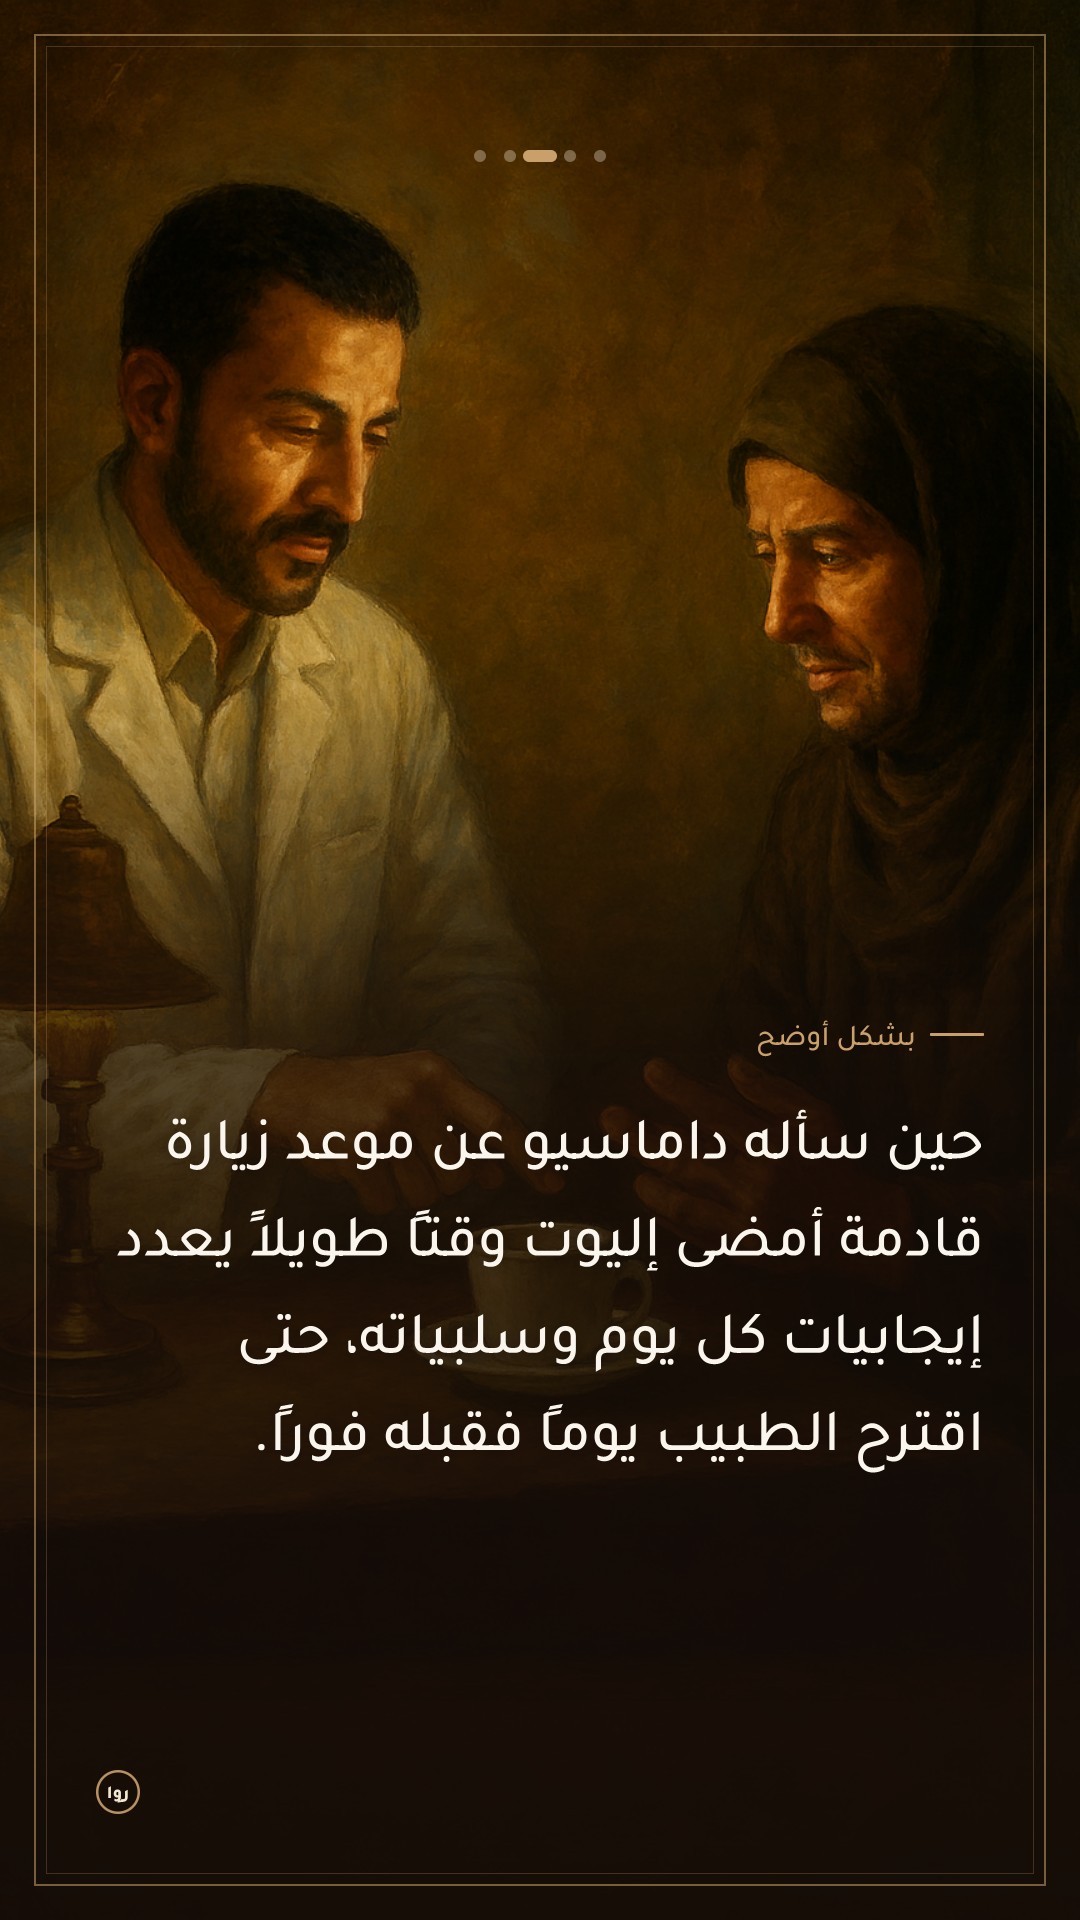 بشكل أوضح
حين سأله داماسيو عن موعد زيارة
قادمة أمضى إليوت وقتاً طويلاً يعدد
إيجابيات كل يوم وسلبياته، حتى
اقترح الطبيب يوماً فقبله فوراً.
روا